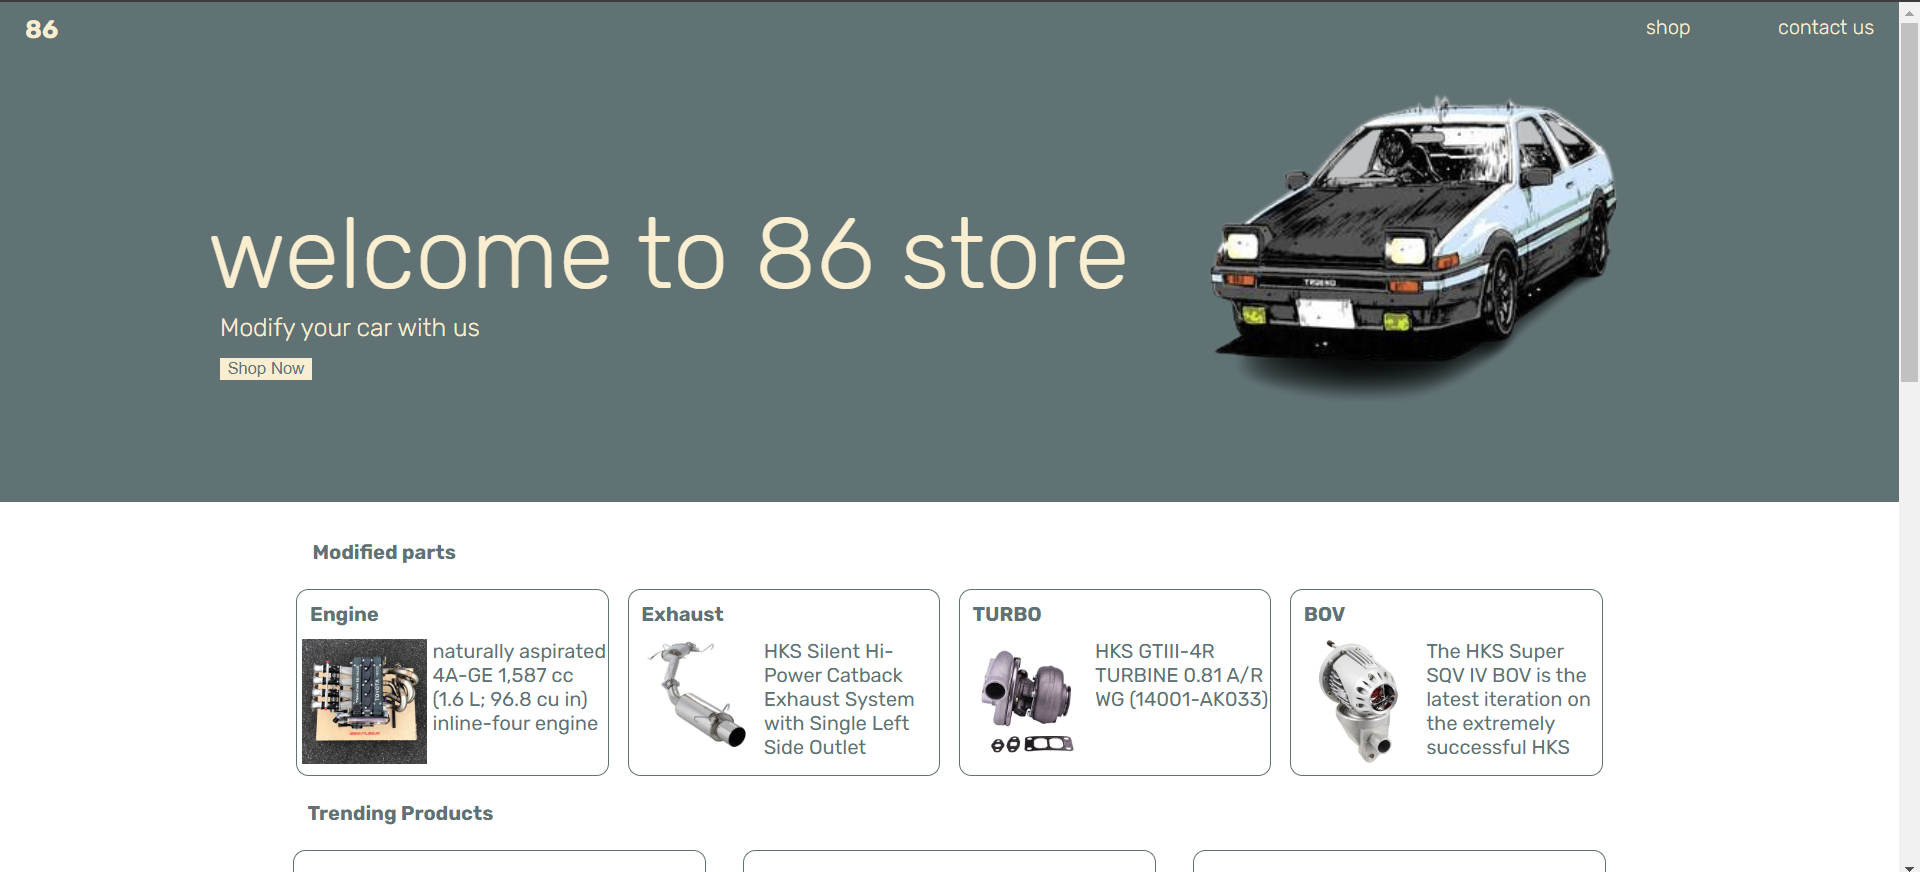 86
shop
contact us
welcome to 86 store
Modify your car with us
Shop Now
Modified parts
Engine
naturally aspirated
4A-GE 1,587 cc
(1.6 L; 96.8 cu in)
inline-four engine
Exhaust
HKS Silent Hi-
Power Catback
Exhaust System
with Single Left
Side Outlet
TURBO
HKS GTIII-4R
TURBINE 0.81 A/R
WG (14001-AK033)
BOV
The HKS Super
SQV IV BOV is the
latest iteration on
the extremely
successful HKS
Trending Products